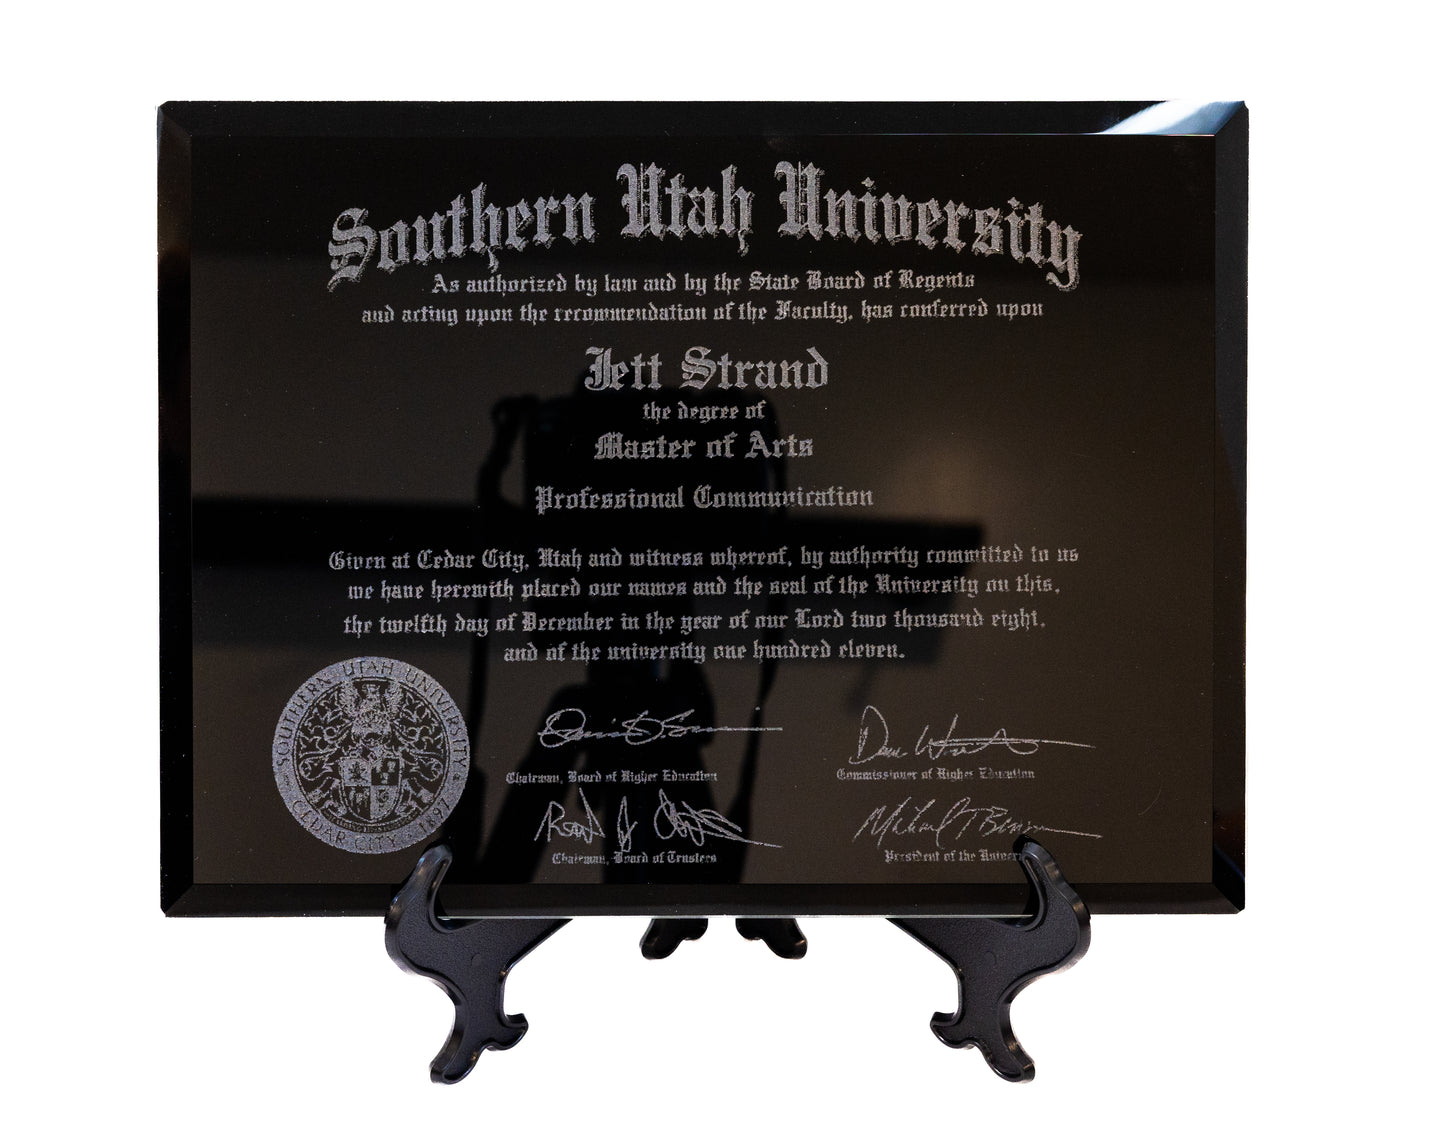 Southern Utah University
As authorized by law and by the State Board of Regents
and acting upon the recommendation of the Faculty, has conferred upon
Jett Strand
the degree of
Master of Arts
Professional Communication
Given at Cedar City, Utah and witness whereof, by authority committed to us
we have herewith placed our names and the seal of the University on this,
the twelfth day of December in the year of our Lord two thousand eight,
and of the university one hundred eleven.
SOUTHERN UTAH UNIVERSITY
CEDAR CITY • 1897
Chairman, Board of Higher Education
Commissioner of Higher Education
Michael T Benson
Chairman, Board of Trustees
President of the Univer